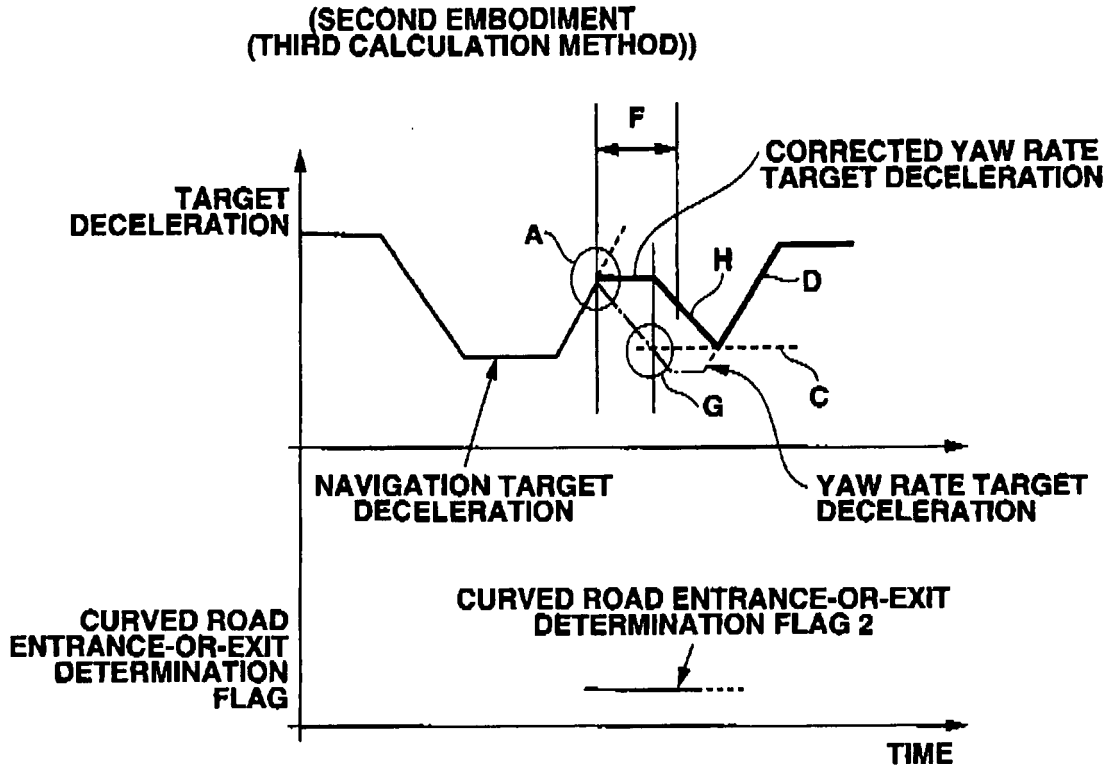 (SECOND EMBODIMENT
(THIRD CALCULATION METHOD))
F
CORRECTED YAW RATE
TARGET DECELERATION
TARGET
DECELERATION
A
H
D
G
C
NAVIGATION TARGET
DECELERATION
YAW RATE TARGET
DECELERATION
CURVED ROAD
ENTRANCE-OR-EXIT
DETERMINATION
FLAG
CURVED ROAD ENTRANCE-OR-EXIT
DETERMINATION FLAG 2
TIME